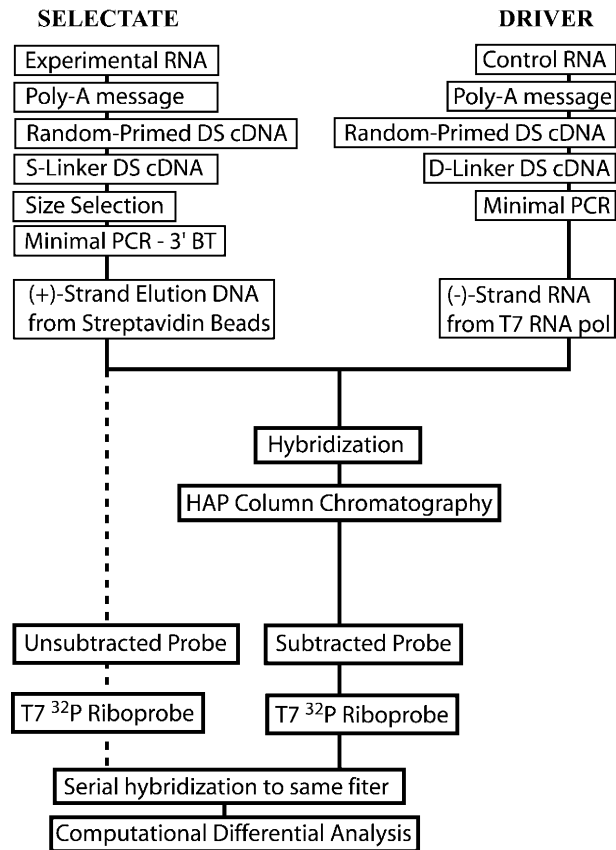 SELECTATE
Experimental RNA
Poly-A message
Random-Primed DS cDNA
S-Linker DS cDNA
Size Selection
Minimal PCR - 3' BT
(+)-Strand Elution DNA
from Streptavidin Beads
DRIVER
Control RNA
Poly-A message
Random-Primed DS cDNA
D-Linker DS cDNA
Minimal PCR
(-)-Strand RNA
from T7 RNA pol
Hybridization
HAP Column Chromatography
Unsubtracted Probe
Subtracted Probe
T7 ³²P Riboprobe
T7 ³²P Riboprobe
Serial hybridization to same fiter
Computational Differential Analysis